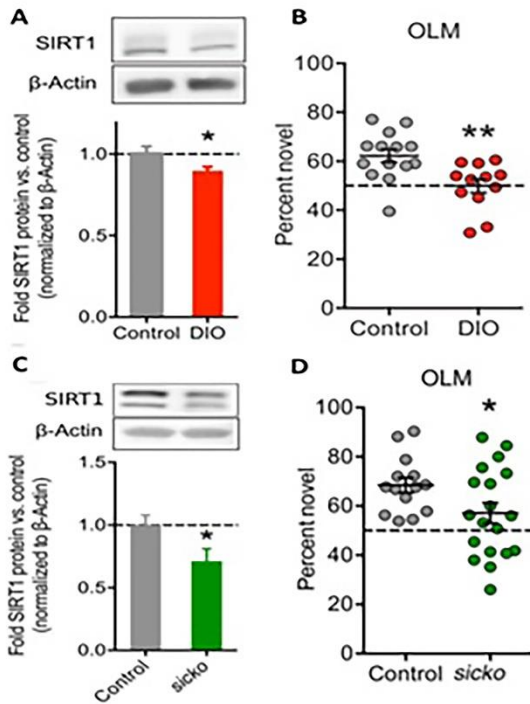 A
SIRT1
β-Actin
Fold SIRT1 protein vs. control
(normalized to β-Actin)
1.0
0.5
0.0
*
Control DIO
B
OLM
Percent novel
100
80
60
40
20
0
**
Control DIO
C
SIRT1
β-Actin
Fold SIRT1 protein vs. control
(normalized to β-Actin)
1.5
1.0
0.5
0.0
*
Control sicko
D
OLM
Percent novel
100
80
60
40
20
0
*
Control sicko